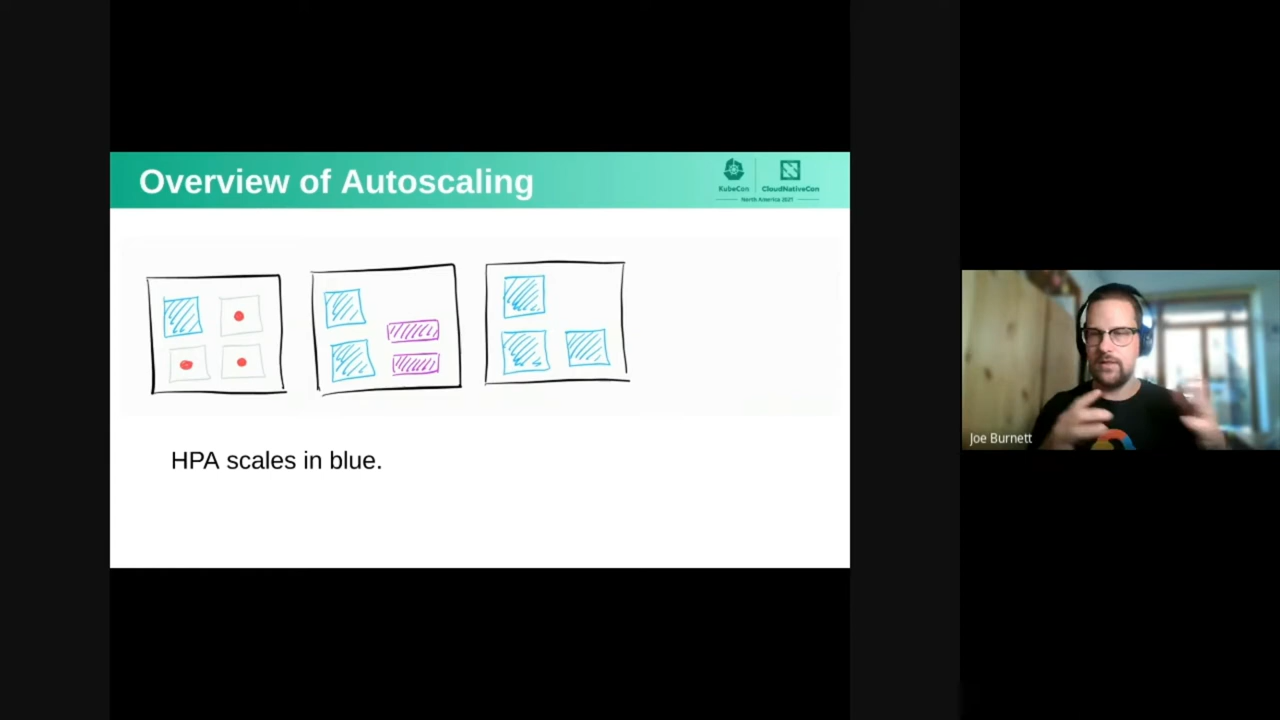 Overview of Autoscaling
KubeCon
CloudNativeCon
North America 2021
HPA scales in blue.
Joe Burnett